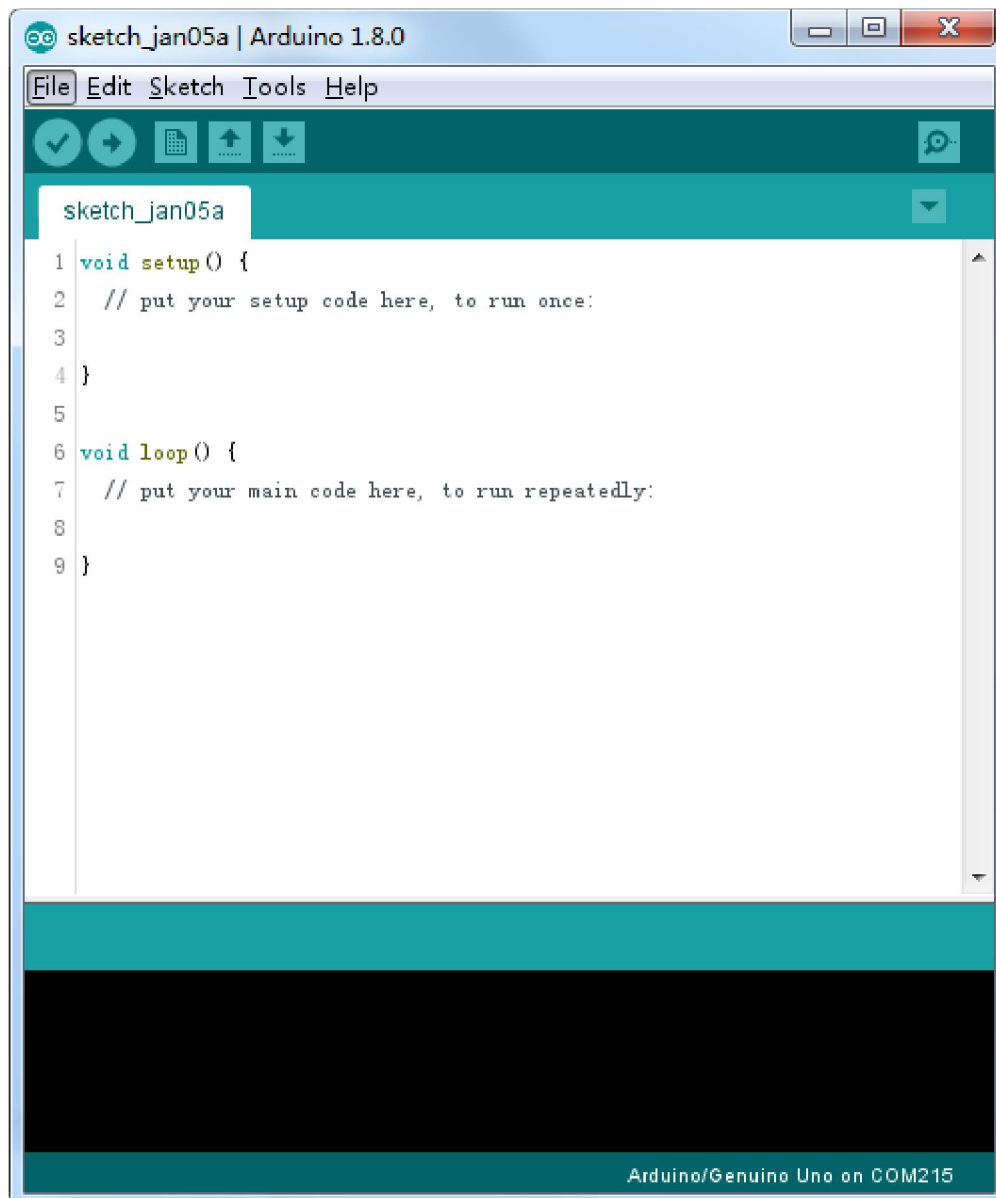 sketch_jan05a | Arduino 1.8.0
File Edit Sketch Tools Help
sketch_jan05a
1 void setup() {
2   // put your setup code here, to run once:
3
4 }
5
6 void loop() {
7   // put your main code here, to run repeatedly:
8
9 }
Arduino/Genuino Uno on COM215